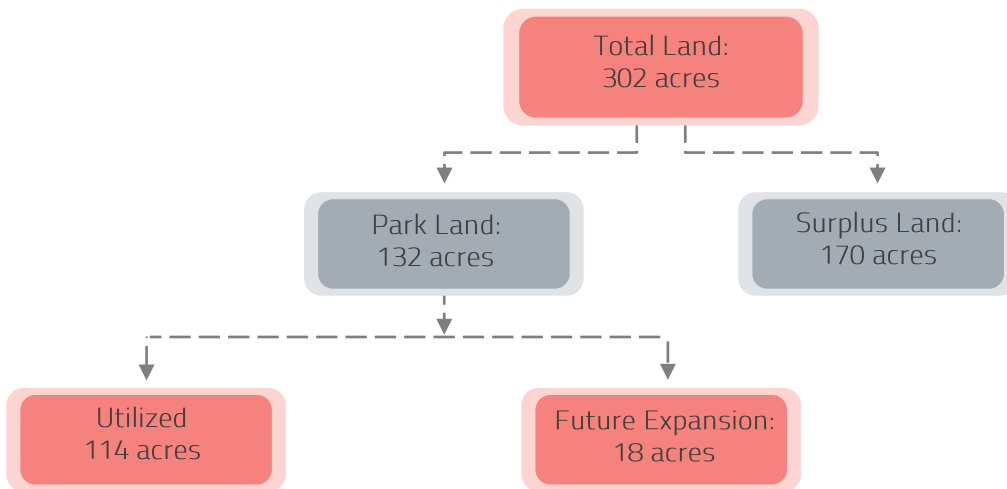 Total Land:
302 acres
Park Land:
132 acres
Surplus Land:
170 acres
Utilized
114 acres
Future Expansion:
18 acres